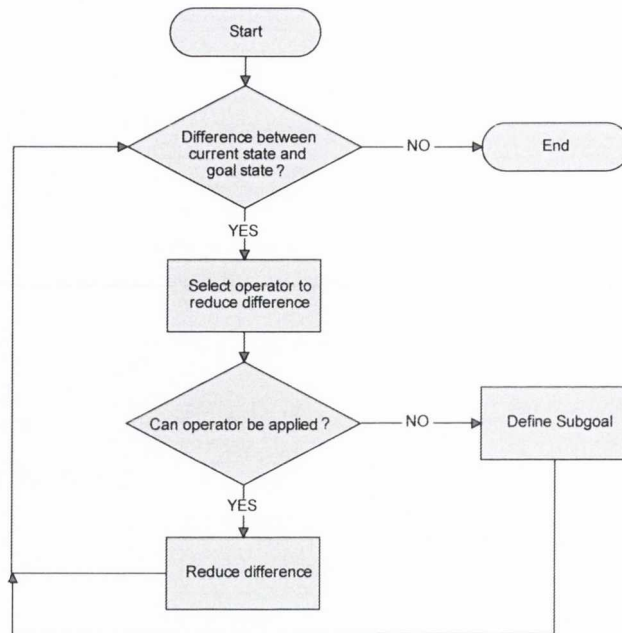 Start
Difference between
current state and
goal state ?
NO
End
YES
Select operator to
reduce difference
Can operator be applied ?
NO
Define Subgoal
YES
Reduce difference